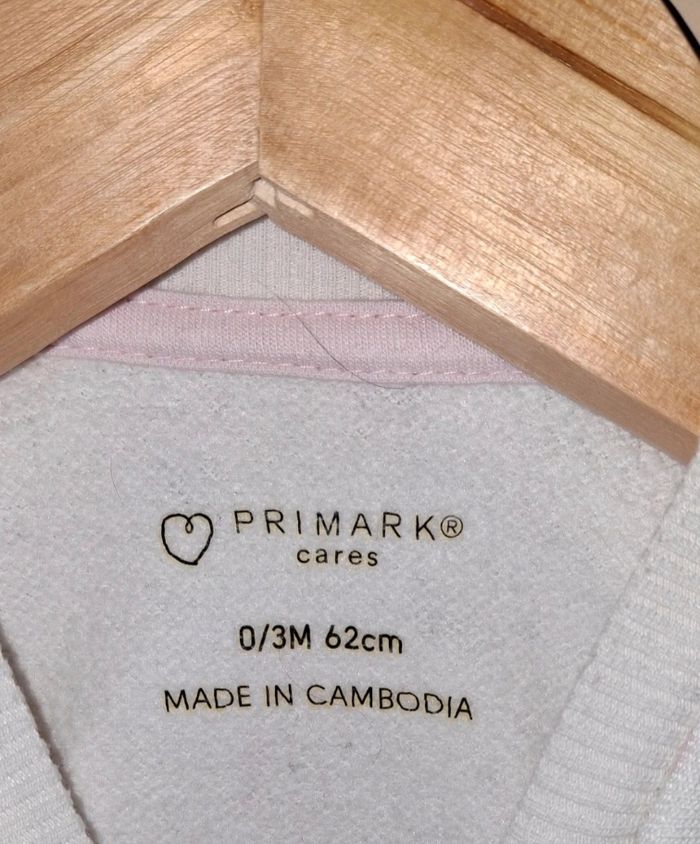 PRIMARK®
cares
0/3M 62cm
MADE IN CAMBODIA